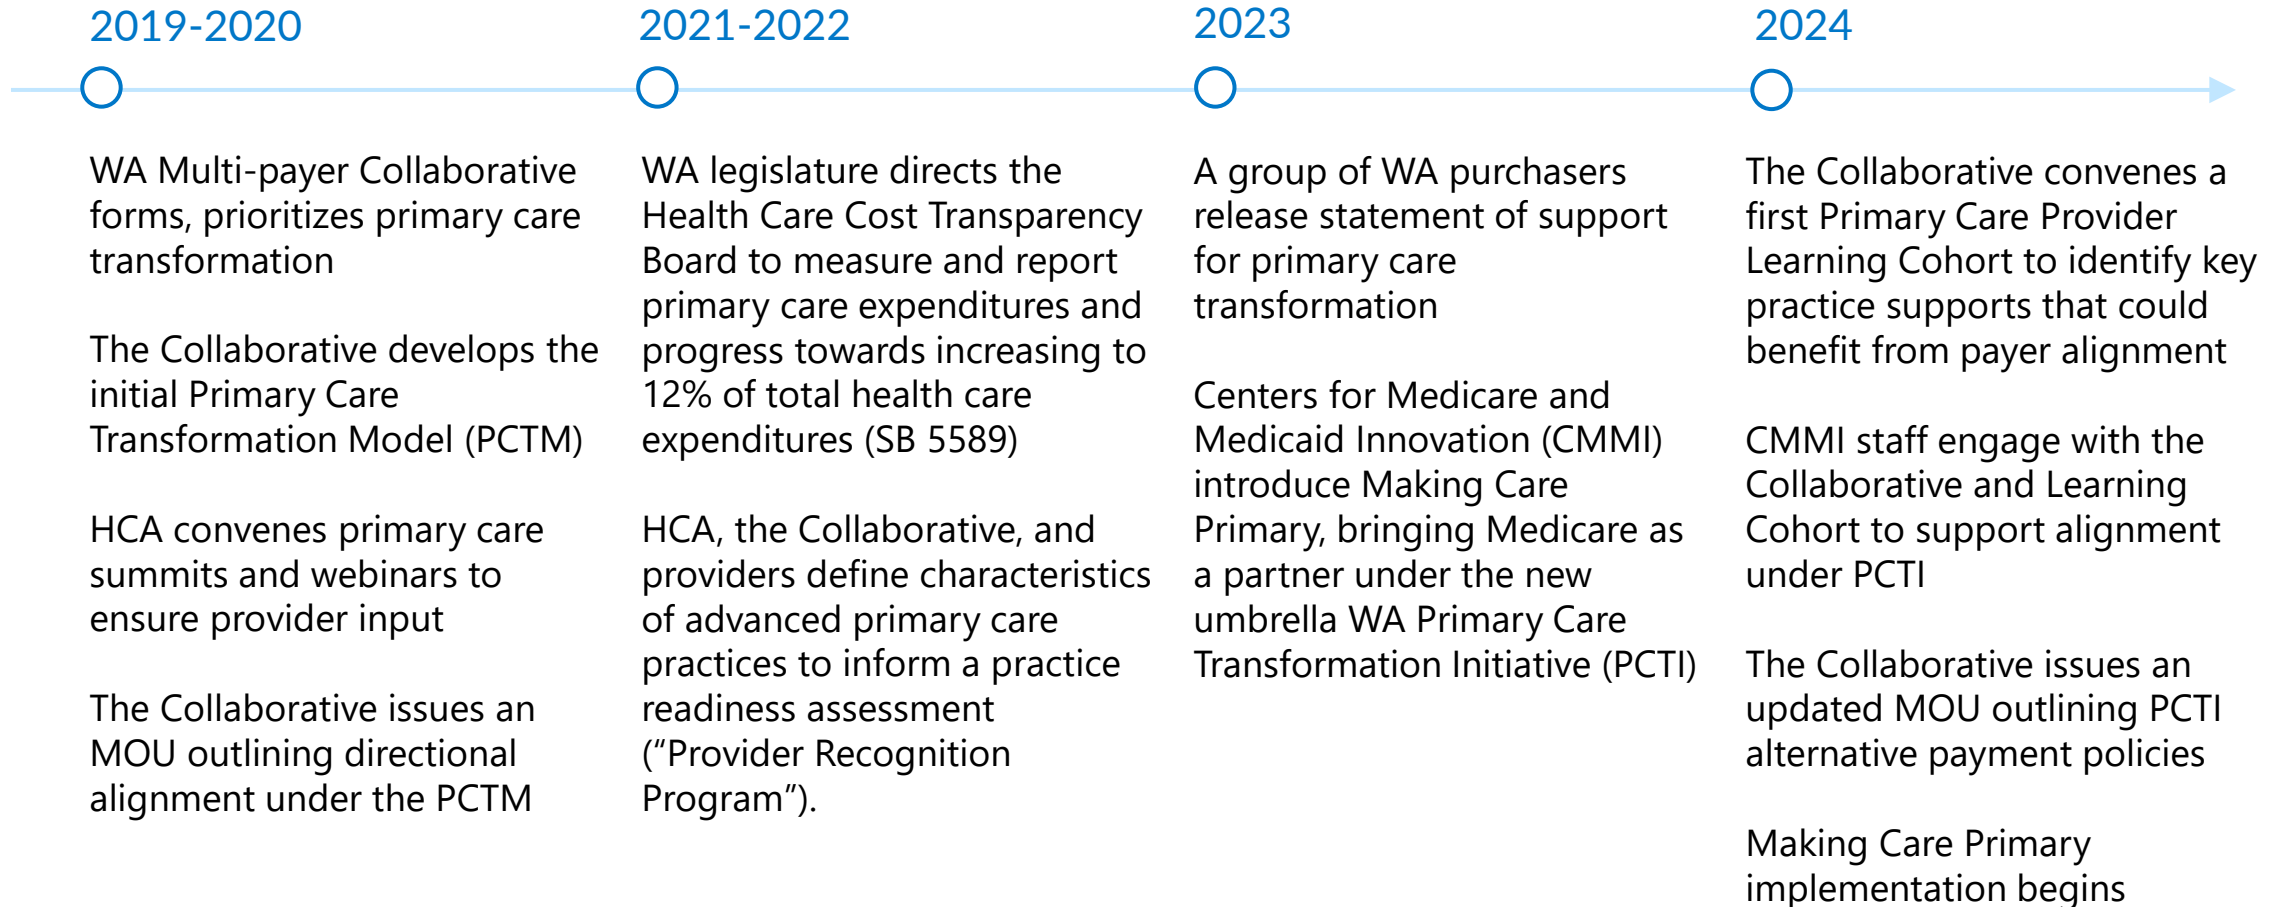 2019-2020
WA Multi-payer Collaborative
forms, prioritizes primary care
transformation
The Collaborative develops the
initial Primary Care
Transformation Model (PCTM)
HCA convenes primary care
summits and webinars to
ensure provider input
The Collaborative issues an
MOU outlining directional
alignment under the PCTM
2021-2022
WA legislature directs the
Health Care Cost Transparency
Board to measure and report
primary care expenditures and
progress towards increasing to
12% of total health care
expenditures (SB 5589)
HCA, the Collaborative, and
providers define characteristics
of advanced primary care
practices to inform a practice
readiness assessment
(“Provider Recognition
Program”).
2023
A group of WA purchasers
release statement of support
for primary care
transformation
Centers for Medicare and
Medicaid Innovation (CMMI)
introduce Making Care
Primary, bringing Medicare as
a partner under the new
umbrella WA Primary Care
Transformation Initiative (PCTI)
2024
The Collaborative convenes a
first Primary Care Provider
Learning Cohort to identify key
practice supports that could
benefit from payer alignment
CMMI staff engage with the
Collaborative and Learning
Cohort to support alignment
under PCTI
The Collaborative issues an
updated MOU outlining PCTI
alternative payment policies
Making Care Primary
implementation begins